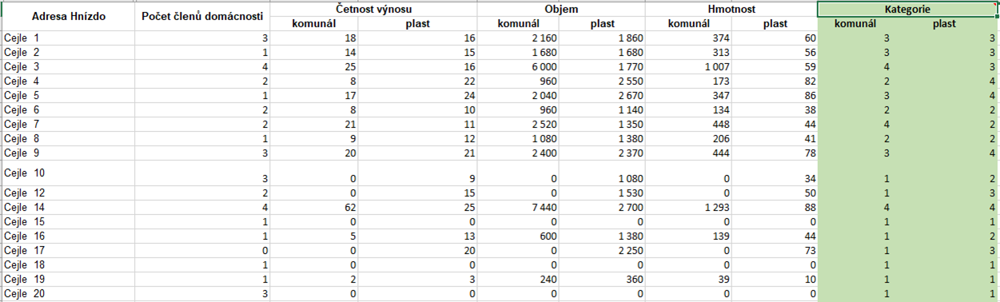 Adresa Hnízdo Počet členů domácnosti Četnost výnosu Objem Hmotnost Kategorie
komunál plast komunál plast komunál plast komunál plast
Cejle 1 3 18 16 2 160 1 860 374 60 3 3
Cejle 2 1 14 15 1 680 1 680 313 56 3 3
Cejle 3 4 25 16 6 000 1 770 1 007 59 4 3
Cejle 4 2 8 22 960 2 550 173 82 2 4
Cejle 5 1 17 24 2 040 2 670 347 86 3 4
Cejle 6 2 8 10 960 1 140 134 38 2 2
Cejle 7 2 21 11 2 520 1 350 448 44 4 2
Cejle 8 1 9 12 1 080 1 380 206 41 2 2
Cejle 9 3 20 21 2 400 2 370 444 78 3 4
Cejle 10 3 0 9 0 1 080 0 34 1 2
Cejle 12 2 0 15 0 1 530 0 50 1 3
Cejle 14 4 62 25 7 440 2 700 1 293 88 4 4
Cejle 15 1 0 0 0 0 0 0 1 1
Cejle 16 1 5 13 600 1 380 139 44 1 2
Cejle 17 0 0 20 0 2 250 0 73 1 3
Cejle 18 1 0 0 0 0 0 0 1 1
Cejle 19 1 2 3 240 360 39 10 1 1
Cejle 20 3 0 0 0 0 0 0 1 1